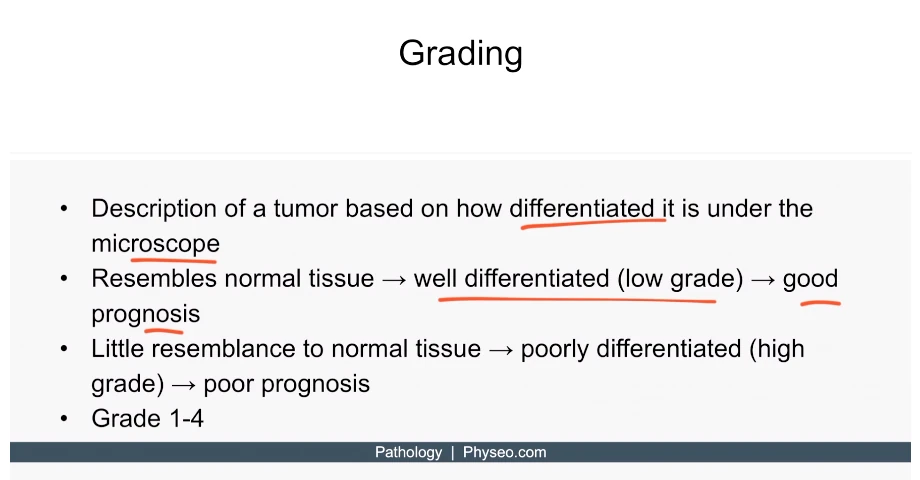 Grading
• Description of a tumor based on how differentiated it is under the
microscope
• Resembles normal tissue → well differentiated (low grade) → good
prognosis
• Little resemblance to normal tissue → poorly differentiated (high
grade) → poor prognosis
• Grade 1-4
Pathology | Physeo.com